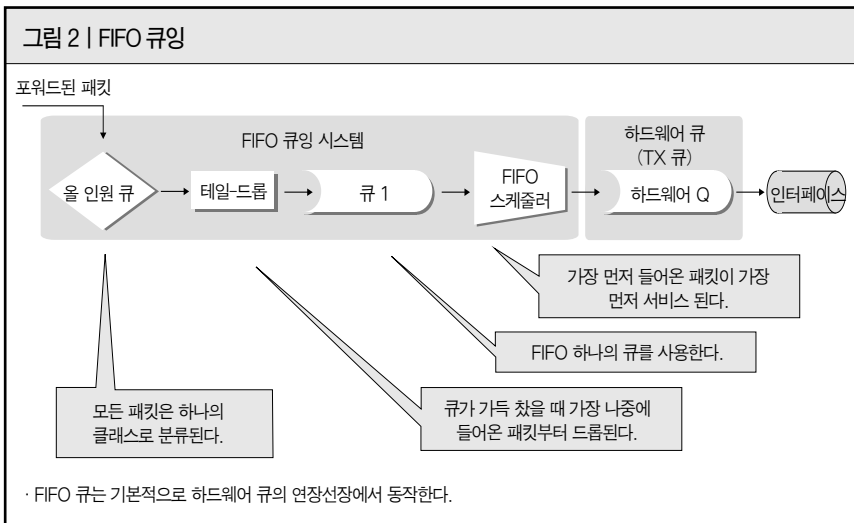 그림 2 | FIFO 큐잉
포워드된 패킷
FIFO 큐잉 시스템
하드웨어 큐
(TX 큐)
올 인원 큐
테일-드롭
큐 1
FIFO
스케줄러
하드웨어 Q
인터페이스
가장 먼저 들어온 패킷이 가장
먼저 서비스 된다.
FIFO 하나의 큐를 사용한다.
모든 패킷은 하나의
클래스로 분류된다.
큐가 가득 찼을 때 가장 나중에
들어온 패킷부터 드롭된다.
· FIFO 큐는 기본적으로 하드웨어 큐의 연장선장에서 동작한다.